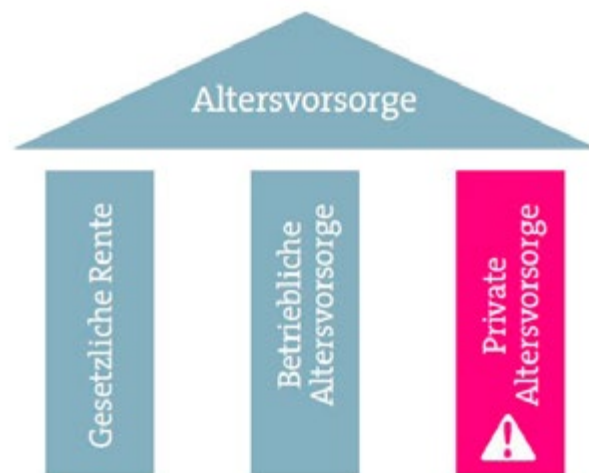 Altersvorsorge
Gesetzliche Rente
Betriebliche
Altersvorsorge
Private
Altersvorsorge